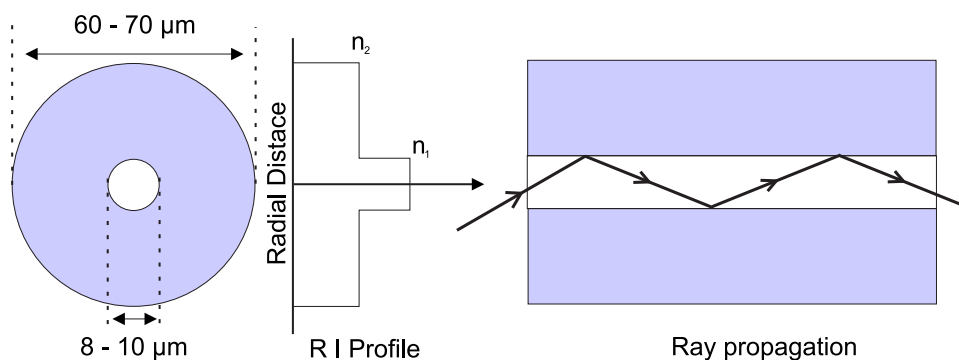 60 - 70 µm
n2
n1
Radial Distace
8 - 10 µm
R I Profile
Ray propagation